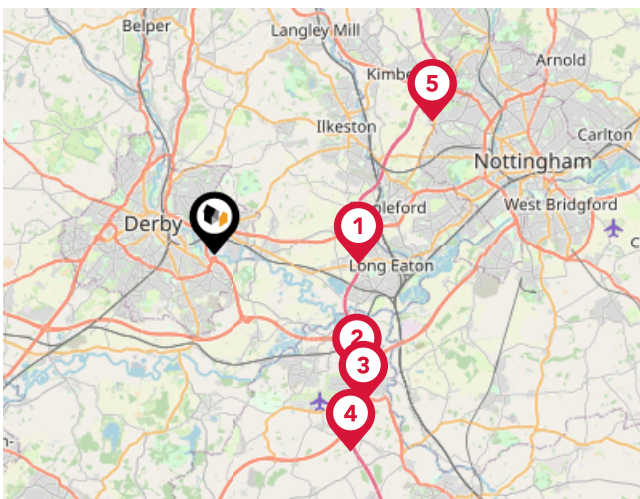 Belper
Langley Mill
Arnold
Kimbe
5
Ilkeston
Carlton
Nottingham
pleford
West Bridgford
Derby
1
Long Eaton
2
3
4